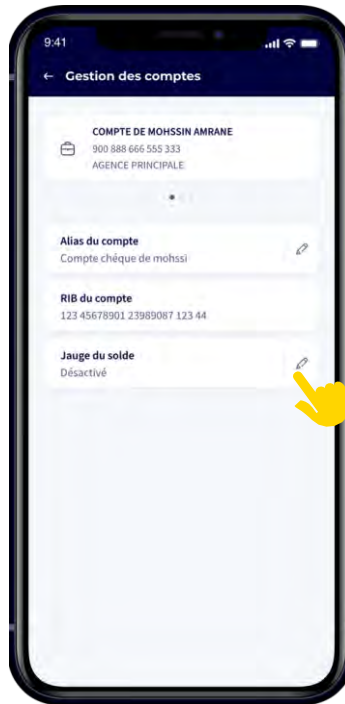 9:41
← Gestion des comptes
COMPTE DE MOHSSIN AMRANE
900 888 666 555 333
AGENCE PRINCIPALE
Alias du compte
Compte chéque de mohssi
RIB du compte
123 45678901 23989087 123 44
Jauge du solde
Désactivé